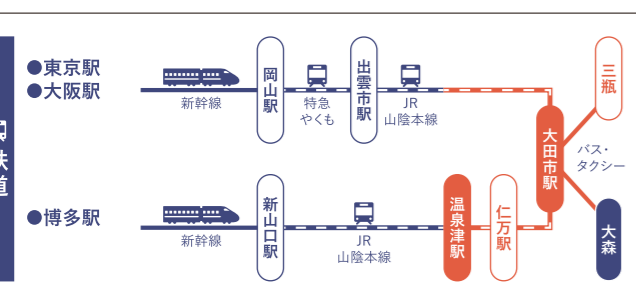 鉄道
●東京駅
●大阪駅
新幹線
岡山駅
特急
やくも
出雲市駅
JR
山陰本線
大田市駅
三瓶
バス・
タクシー
大森
●博多駅
新幹線
新山口駅
JR
山陰本線
温泉津駅
仁万駅